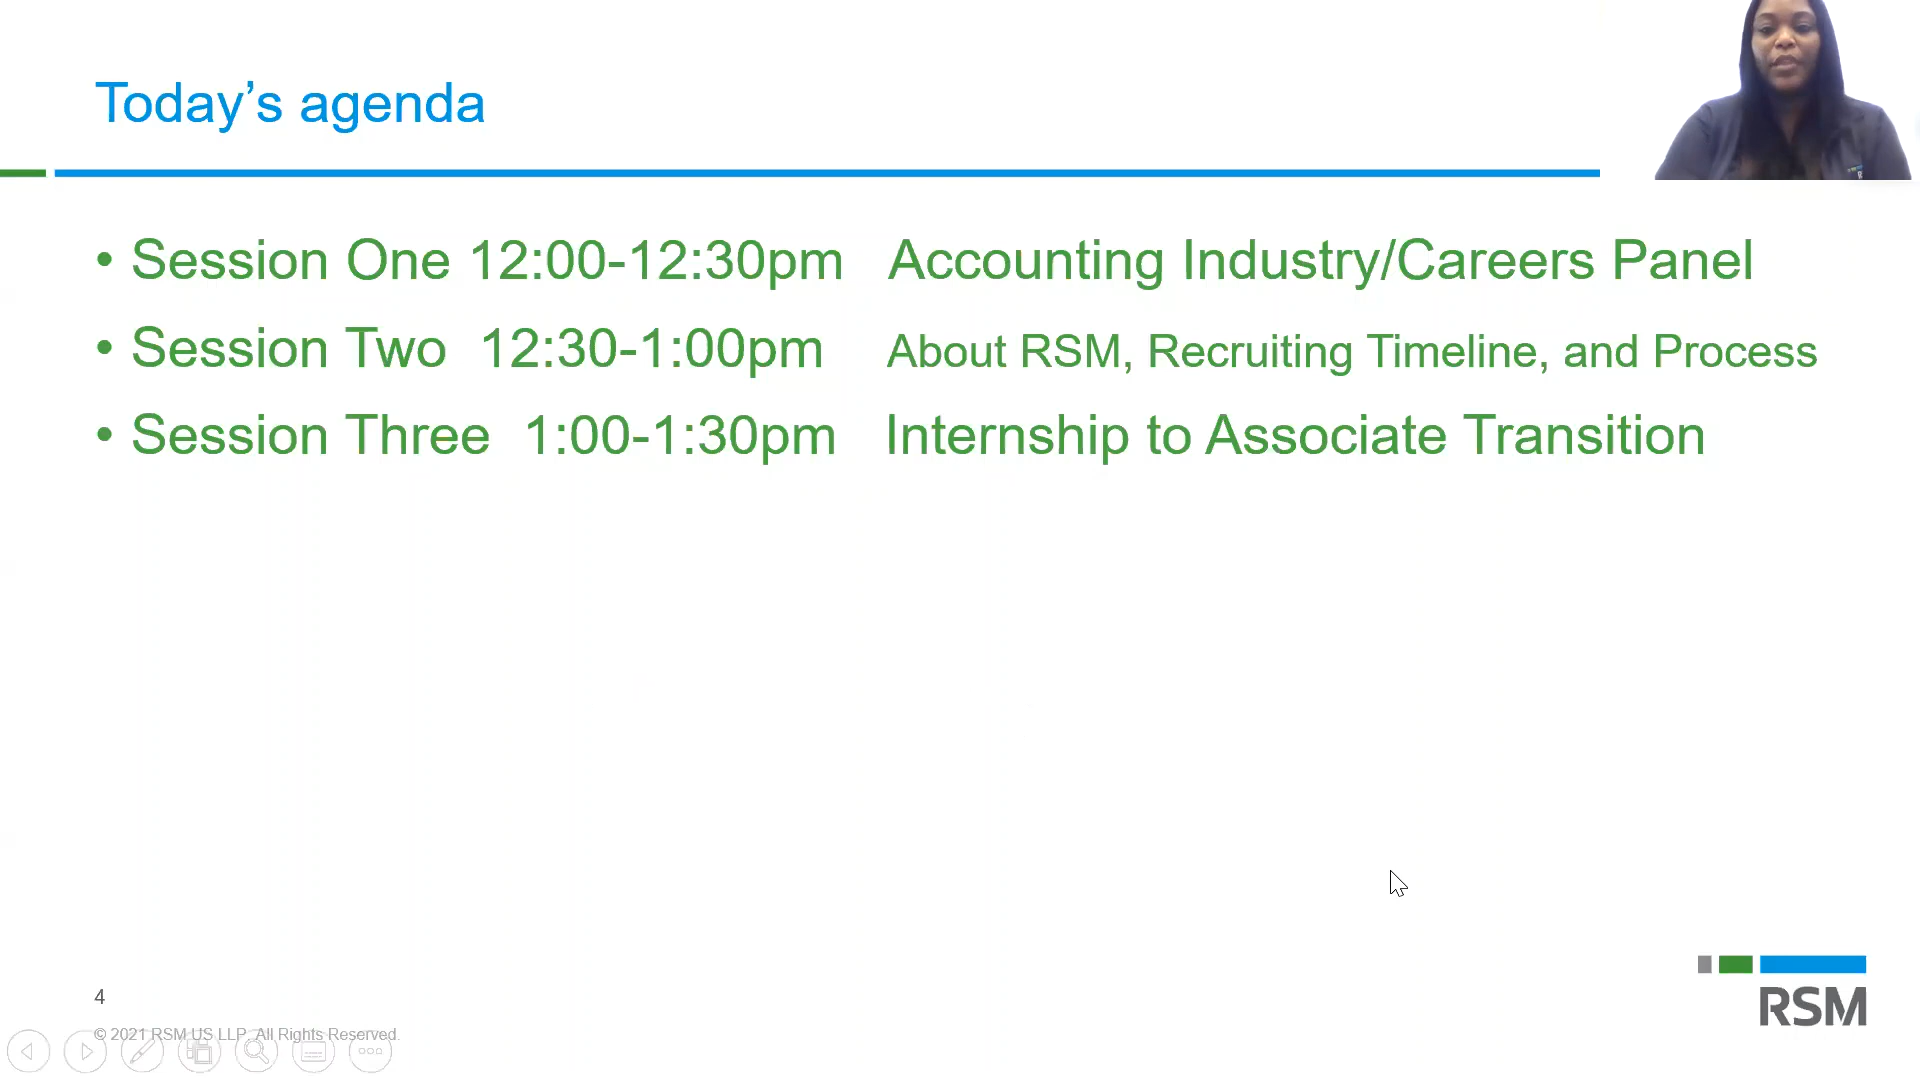 Today’s agenda
• Session One 12:00-12:30pm Accounting Industry/Careers Panel
• Session Two 12:30-1:00pm About RSM, Recruiting Timeline, and Process
• Session Three 1:00-1:30pm Internship to Associate Transition
4
© 2021 RSM US LLP. All Rights Reserved.
RSM